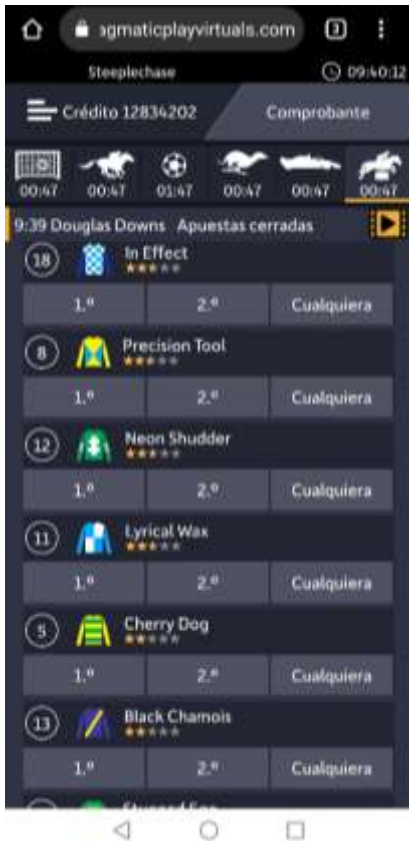 agmaticplayvirtuals.com 3
Steeplechase 09:40:12
Crédito 12834202 Comprobante
00:47 00:47 01:47 00:47 00:47 00:47
9:39 Douglas Downs Apuestas cerradas
18 In Effect
1.º 2.º Cualquiera
8 Precision Tool
1.º 2.º Cualquiera
12 Neon Shudder
1.º 2.º Cualquiera
11 Lyrical Wax
1.º 2.º Cualquiera
5 Cherry Dog
1.º 2.º Cualquiera
13 Black Chamois
1.º 2.º Cualquiera